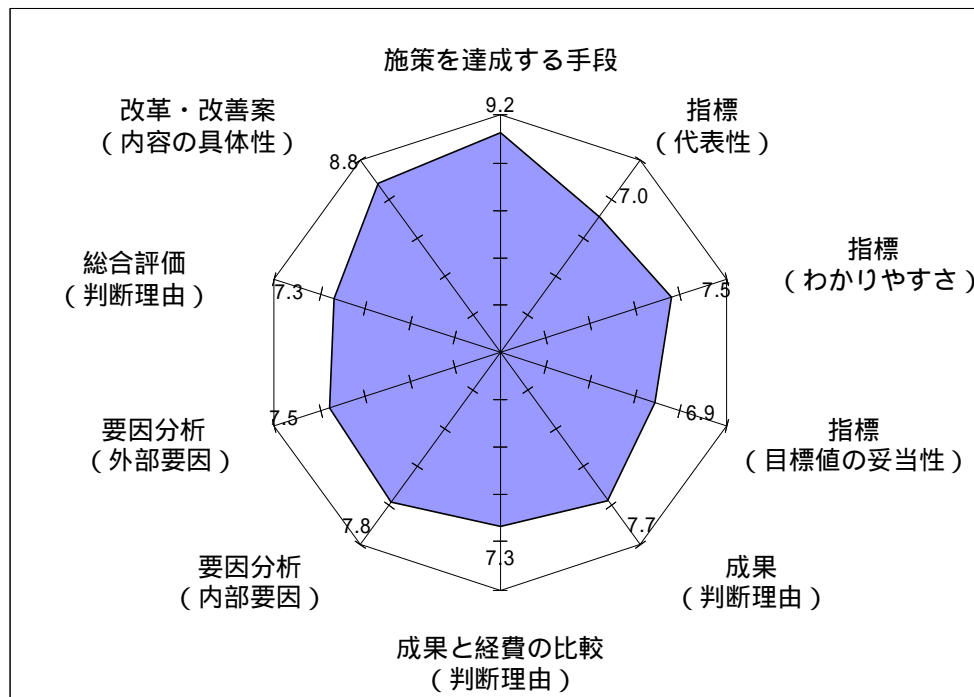 施策を達成する手段
9.2
指標
（代表性）
7.0
指標
（わかりやすさ）
7.5
指標
（目標値の妥当性）
6.9
成果
（判断理由）
7.7
成果と経費の比較
（判断理由）
7.3
要因分析
（内部要因）
7.8
要因分析
（外部要因）
7.5
総合評価
（判断理由）
7.3
改革・改善案
（内容の具体性）
8.8